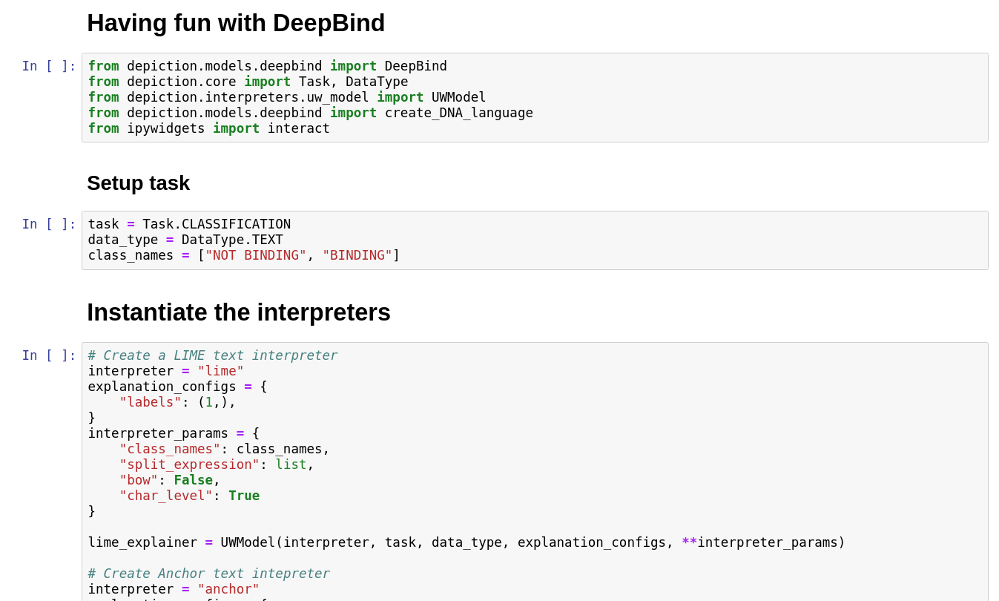 Having fun with DeepBind
In [ ]:
from depiction.models.deepbind import DeepBind
from depiction.core import Task, DataType
from depiction.interpreters.uw_model import UWModel
from depiction.models.deepbind import create_DNA_language
from ipywidgets import interact
Setup task
In [ ]:
task = Task.CLASSIFICATION
data_type = DataType.TEXT
class_names = ["NOT BINDING", "BINDING"]
Instantiate the interpreters
In [ ]:
# Create a LIME text interpreter
interpreter = "lime"
explanation_configs = {
    "labels": (1,),
}
interpreter_params = {
    "class_names": class_names,
    "split_expression": list,
    "bow": False,
    "char_level": True
}
lime_explainer = UWModel(interpreter, task, data_type, explanation_configs, **interpreter_params)
# Create Anchor text intepreter
interpreter = "anchor"